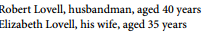 Robert Lovell, husbandman, aged 40 years
Elizabeth Lovell, his wife, aged 35 years